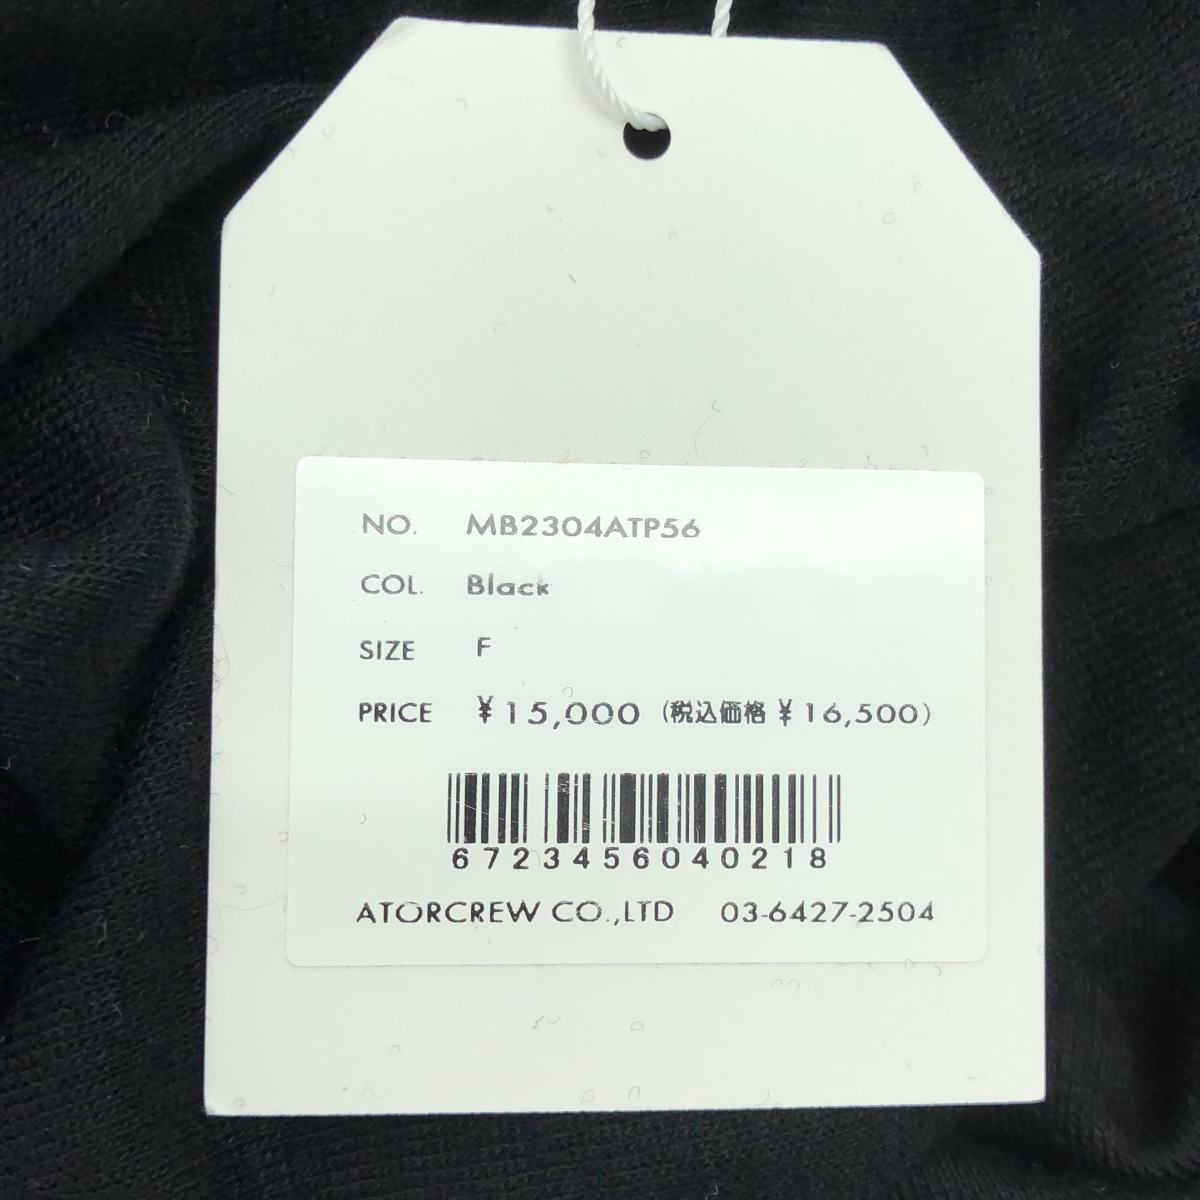 NO. MB2304ATP56
COL. Black
SIZE F
PRICE ¥15,000 (税込価格 ¥16,500)
6723456040218
ATORCREW CO.,LTD 03-6427-2504